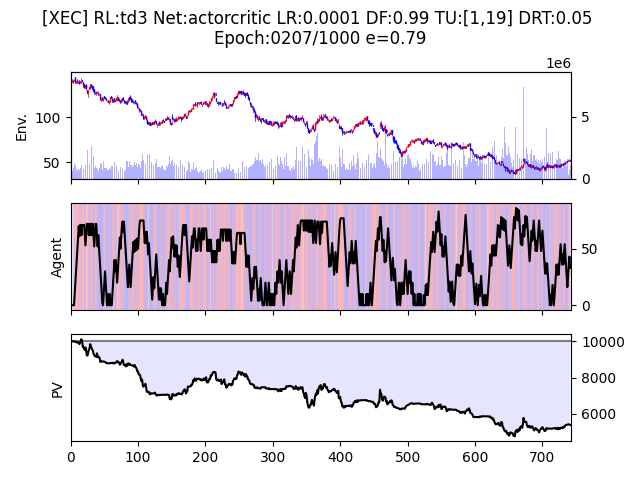 [XEC] RL:td3 Net:actorcritic LR:0.0001 DF:0.99 TU:[1,19] DRT:0.05
Epoch:0207/1000 e=0.79
1e6
Env.
100
50
5
0
Agent
50
0
PV
10000
8000
6000
0 100 200 300 400 500 600 700